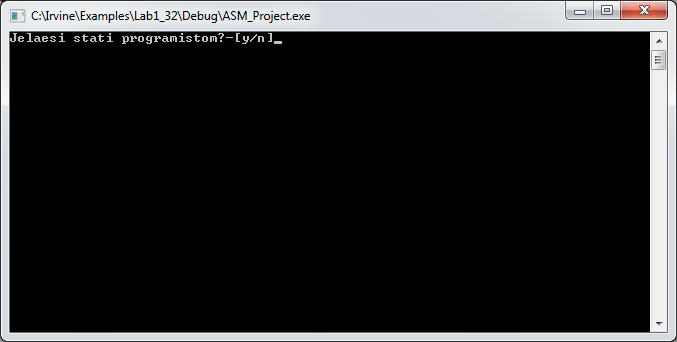 C:\Irvine\Examples\Lab1_32\Debug\ASM_Project.exe
Jelaesi stati programistom?-[y/n]